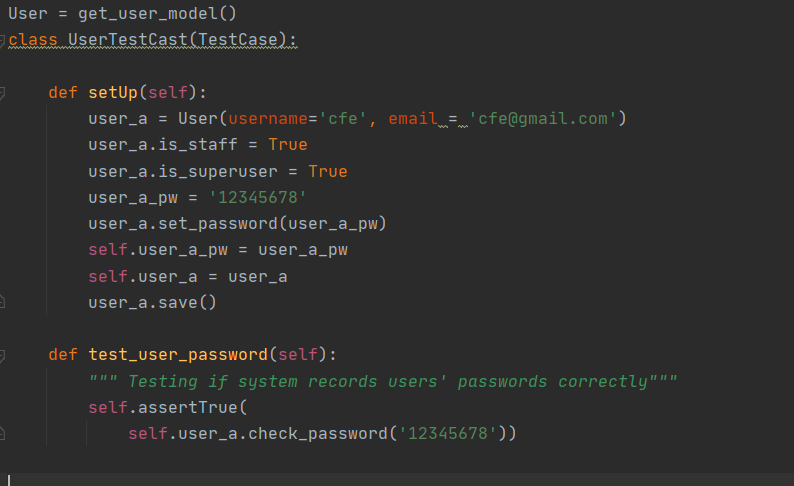 User = get_user_model()
class UserTestCast(TestCase):
def setUp(self):
user_a = User(username='cfe', email = 'cfe@gmail.com')
user_a.is_staff = True
user_a.is_superuser = True
user_a_pw = '12345678'
user_a.set_password(user_a_pw)
self.user_a_pw = user_a_pw
self.user_a = user_a
user_a.save()
def test_user_password(self):
""" Testing if system records users' passwords correctly"""
self.assertTrue(
self.user_a.check_password('12345678'))